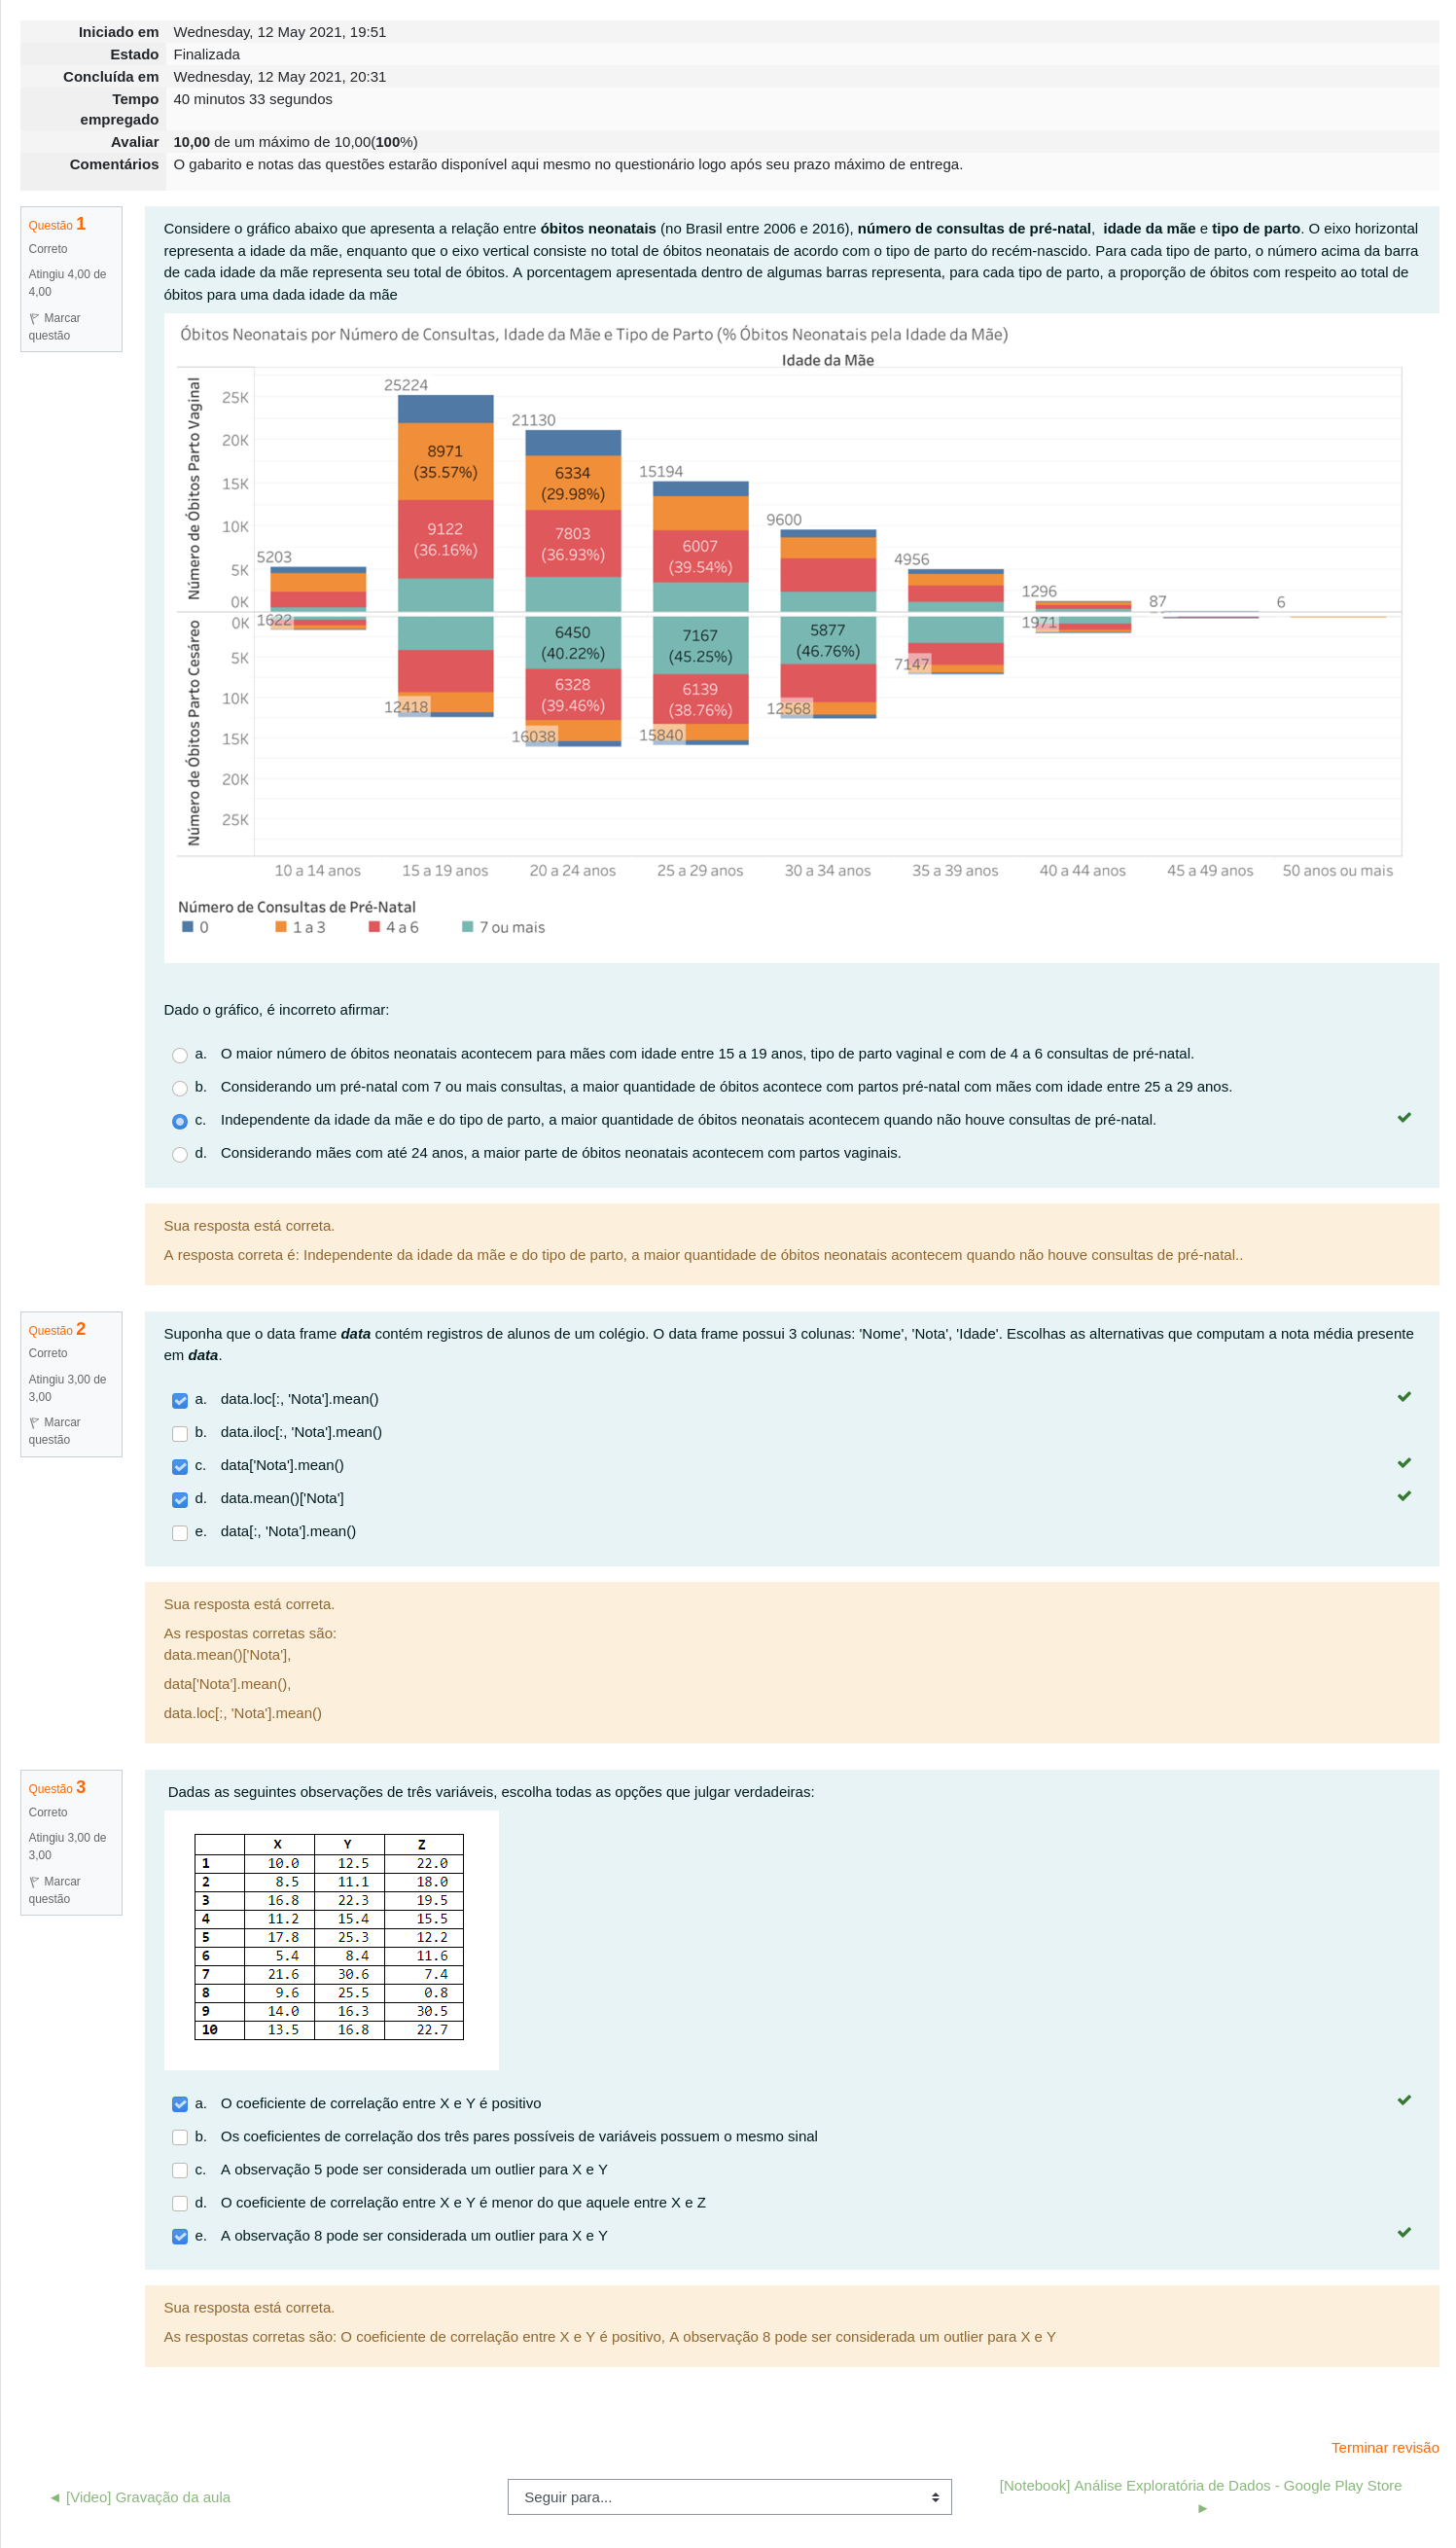 Iniciado em Wednesday, 12 May 2021, 19:51
Estado Finalizada
Concluída em Wednesday, 12 May 2021, 20:31
Tempo empregado 40 minutos 33 segundos
Avaliar 10,00 de um máximo de 10,00(100%)
Comentários O gabarito e notas das questões estarão disponível aqui mesmo no questionário logo após seu prazo máximo de entrega.
Questão 1
Correto
Atingiu 4,00 de
4,00
Marcar
questão
Considere o gráfico abaixo que apresenta a relação entre óbitos neonatais (no Brasil entre 2006 e 2016), número de consultas de pré-natal, idade da mãe e tipo de parto. O eixo horizontal
representa a idade da mãe, enquanto que o eixo vertical consiste no total de óbitos neonatais de acordo com o tipo de parto do recém-nascido. Para cada tipo de parto, o número acima da barra
de cada idade da mãe representa seu total de óbitos. A porcentagem apresentada dentro de algumas barras representa, para cada tipo de parto, a proporção de óbitos com respeito ao total de
óbitos para uma dada idade da mãe
Óbitos Neonatais por Número de Consultas, Idade da Mãe e Tipo de Parto (% Óbitos Neonatais pela Idade da Mãe)
Idade da Mãe
Número de Óbitos Parto Vaginal
25K
20K
15K
10K
5K
0K
5203
25224
8971
(35.57%)
9122
(36.16%)
21130
6334
(29.98%)
7803
(36.93%)
15194
6007
(39.54%)
9600
4956
1296
87
6
Número de Óbitos Parto Cesáreo
0K
5K
10K
15K
20K
25K
1622
12418
6450
(40.22%)
6328
(39.46%)
16038
7167
(45.25%)
6139
(38.76%)
15840
5877
(46.76%)
12568
7147
1971
10 a 14 anos 15 a 19 anos 20 a 24 anos 25 a 29 anos 30 a 34 anos 35 a 39 anos 40 a 44 anos 45 a 49 anos 50 anos ou mais
Número de Consultas de Pré-Natal
0 1 a 3 4 a 6 7 ou mais
Dado o gráfico, é incorreto afirmar:
a. O maior número de óbitos neonatais acontecem para mães com idade entre 15 a 19 anos, tipo de parto vaginal e com de 4 a 6 consultas de pré-natal.
b. Considerando um pré-natal com 7 ou mais consultas, a maior quantidade de óbitos acontece com partos pré-natal com mães com idade entre 25 a 29 anos.
c. Independente da idade da mãe e do tipo de parto, a maior quantidade de óbitos neonatais acontecem quando não houve consultas de pré-natal.
d. Considerando mães com até 24 anos, a maior parte de óbitos neonatais acontecem com partos vaginais.
Sua resposta está correta.
A resposta correta é: Independente da idade da mãe e do tipo de parto, a maior quantidade de óbitos neonatais acontecem quando não houve consultas de pré-natal..
Questão 2
Correto
Atingiu 3,00 de
3,00
Marcar
questão
Suponha que o data frame data contém registros de alunos de um colégio. O data frame possui 3 colunas: 'Nome', 'Nota', 'Idade'. Escolhas as alternativas que computam a nota média presente
em data.
a. data.loc[:, 'Nota'].mean()
b. data.iloc[:, 'Nota'].mean()
c. data['Nota'].mean()
d. data.mean()['Nota']
e. data[:, 'Nota'].mean()
Sua resposta está correta.
As respostas corretas são:
data.mean()['Nota'],
data['Nota'].mean(),
data.loc[:, 'Nota'].mean()
Questão 3
Correto
Atingiu 3,00 de
3,00
Marcar
questão
Dadas as seguintes observações de três variáveis, escolha todas as opções que julgar verdadeiras:
X Y Z
1 10.0 12.5 22.0
2 8.5 11.1 18.0
3 16.8 22.3 19.5
4 11.2 15.4 15.5
5 17.8 25.3 12.2
6 5.4 8.4 11.6
7 21.6 30.6 7.4
8 9.6 25.5 0.8
9 14.0 16.3 30.5
10 13.5 16.8 22.7
a. O coeficiente de correlação entre X e Y é positivo
b. Os coeficientes de correlação dos três pares possíveis de variáveis possuem o mesmo sinal
c. A observação 5 pode ser considerada um outlier para X e Y
d. O coeficiente de correlação entre X e Y é menor do que aquele entre X e Z
e. A observação 8 pode ser considerada um outlier para X e Y
Sua resposta está correta.
As respostas corretas são: O coeficiente de correlação entre X e Y é positivo, A observação 8 pode ser considerada um outlier para X e Y
Terminar revisão
◄ [Video] Gravação da aula
Seguir para...
[Notebook] Análise Exploratória de Dados - Google Play Store
►